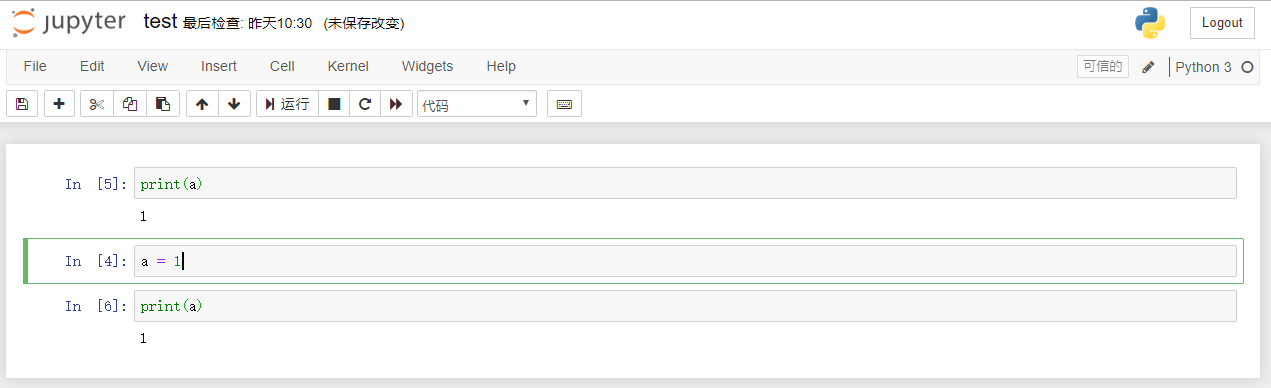 jupyter test 最后检查: 昨天10:30 (未保存改变) Logout
File Edit View Insert Cell Kernel Widgets Help 可信的 Python 3
运行 代码
In [5]: print(a)
1
In [4]: a = 1
In [6]: print(a)
1